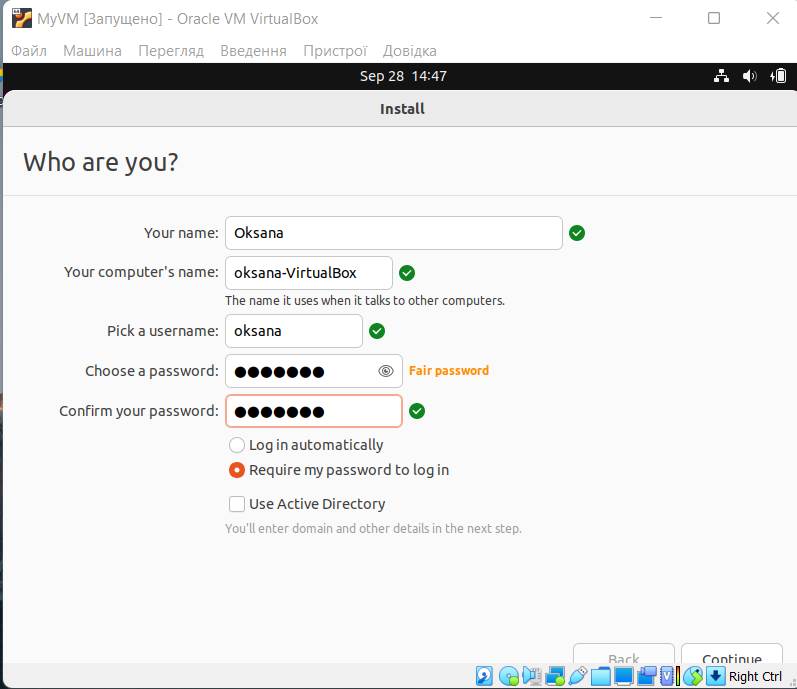 MyVM [Запущено] - Oracle VM VirtualBox
Файл Машина Перегляд Введення Пристрої Довідка
Sep 28 14:47
Install
Who are you?
Your name: Oksana
Your computer's name: oksana-VirtualBox
The name it uses when it talks to other computers.
Pick a username: oksana
Choose a password: ●●●●●●● Fair password
Confirm your password: ●●●●●●●
Log in automatically
Require my password to log in
Use Active Directory
You'll enter domain and other details in the next step.
Back Continue
Right Ctrl